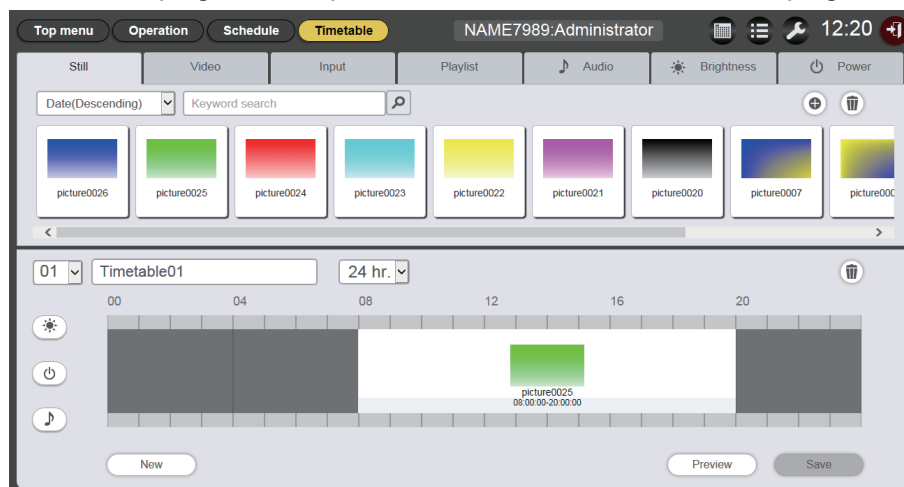 Top menu Operation Schedule Timetable NAME7989:Administrator 12:20
Still Video Input Playlist Audio Brightness Power
Date(Descending) Keyword search
picture0026 picture0025 picture0024 picture0023 picture0022 picture0021 picture0020 picture0007 picture000
01 Timetable01 24 hr.
00 04 08 12 16 20
picture0025
08:00:00-20:00:00
New Preview Save